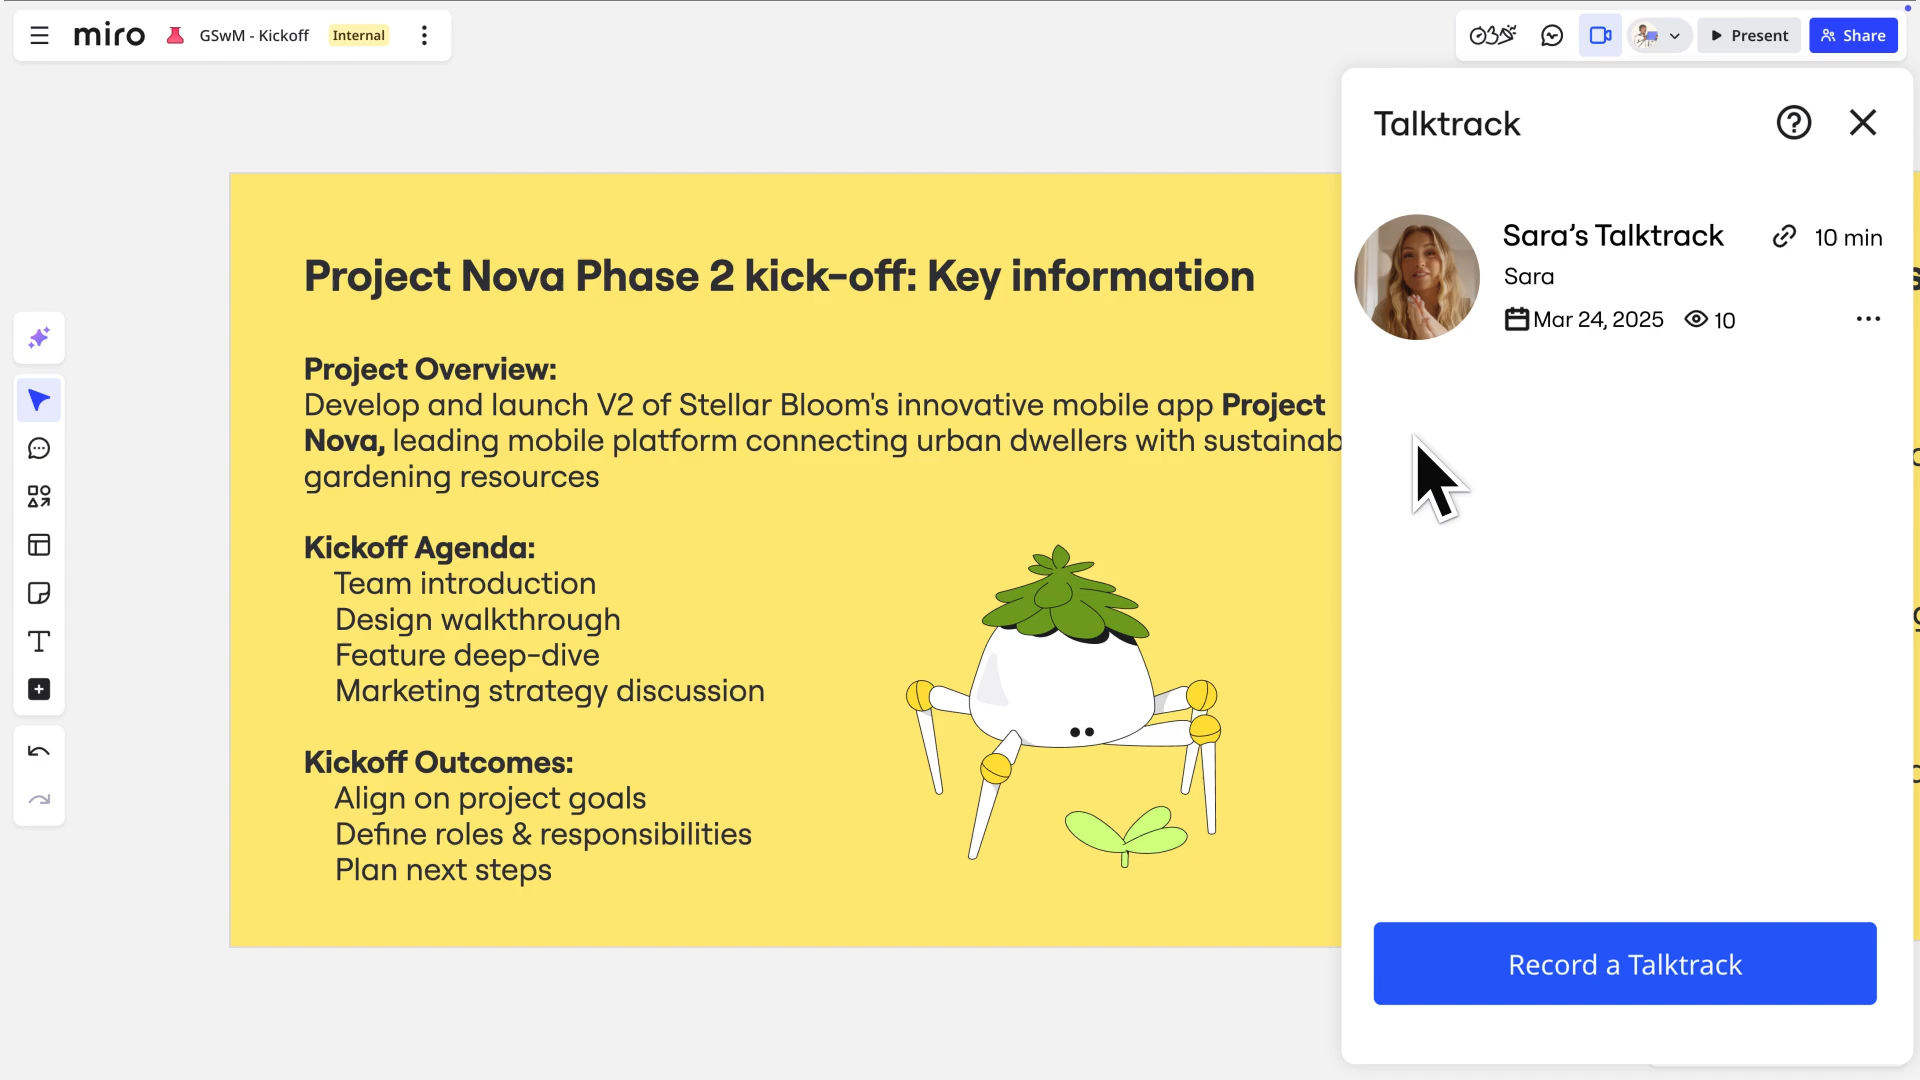 miro
GSwM - Kickoff
Internal
Present
Share
Talktrack
Sara's Talktrack
10 min
Sara
Mar 24, 2025
10
Record a Talktrack
Project Nova Phase 2 kick-off: Key information
Project Overview:
Develop and launch V2 of Stellar Bloom's innovative mobile app Project
Nova, leading mobile platform connecting urban dwellers with sustainab
gardening resources
Kickoff Agenda:
Team introduction
Design walkthrough
Feature deep-dive
Marketing strategy discussion
Kickoff Outcomes:
Align on project goals
Define roles & responsibilities
Plan next steps